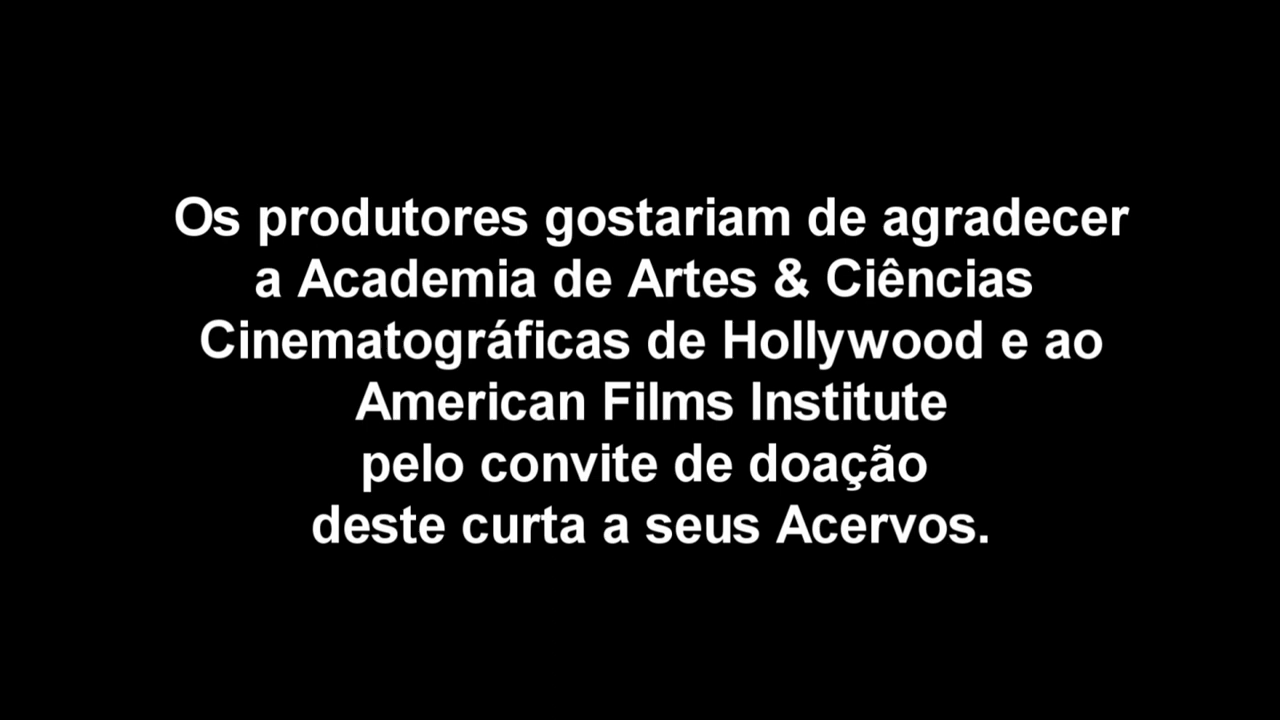 Os produtores gostariam de agradecer
a Academia de Artes & Ciências
Cinematográficas de Hollywood e ao
American Films Institute
pelo convite de doação
deste curta a seus Acervos.